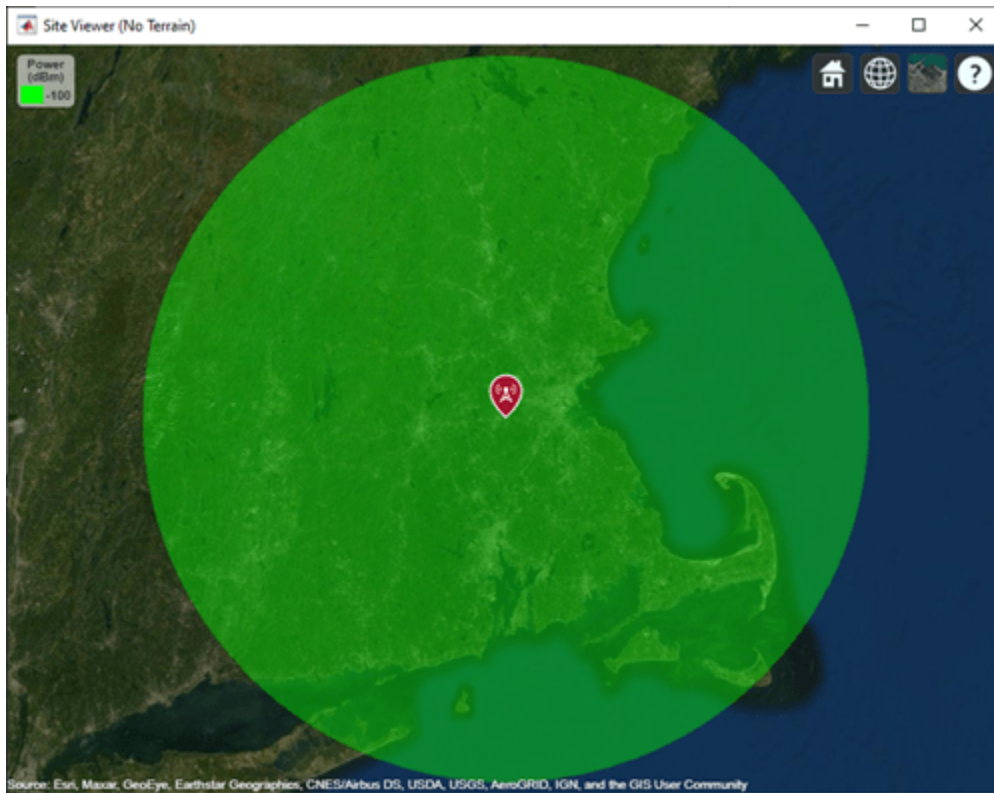 Site Viewer (No Terrain)
Power
(dBm)
-100
?
Source: Esri, Maxar, GeoEye, Earthstar Geographics, CNES/Airbus DS, USDA, USGS, AeroGRID, IGN, and the GIS User Community